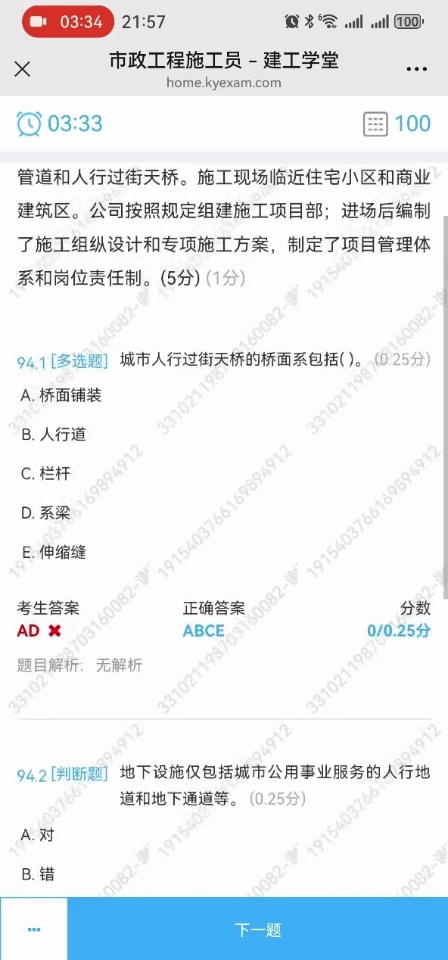 03:34 21:57 6 100
市政工程施工员 – 建工学堂
home.kyexam.com
03:33 100
管道和人行过街天桥。施工现场临近住宅小区和商业
建筑区。公司按照规定组建施工项目部；进场后编制
了施工组纵设计和专项施工方案，制定了项目管理体
系和岗位责任制。(5分) (1分)
94.1 [多选题] 城市人行过街天桥的桥面系包括( )。 (0.25分)
A. 桥面铺装
B. 人行道
C. 栏杆
D. 系梁
E. 伸缩缝
考生答案 正确答案 分数
AD ✖ ABCE 0/0.25分
题目解析: 无解析
94.2 [判断题] 地下设施仅包括城市公用事业服务的人行地
道和地下通道等。 (0.25分)
A. 对
B. 错
下一题